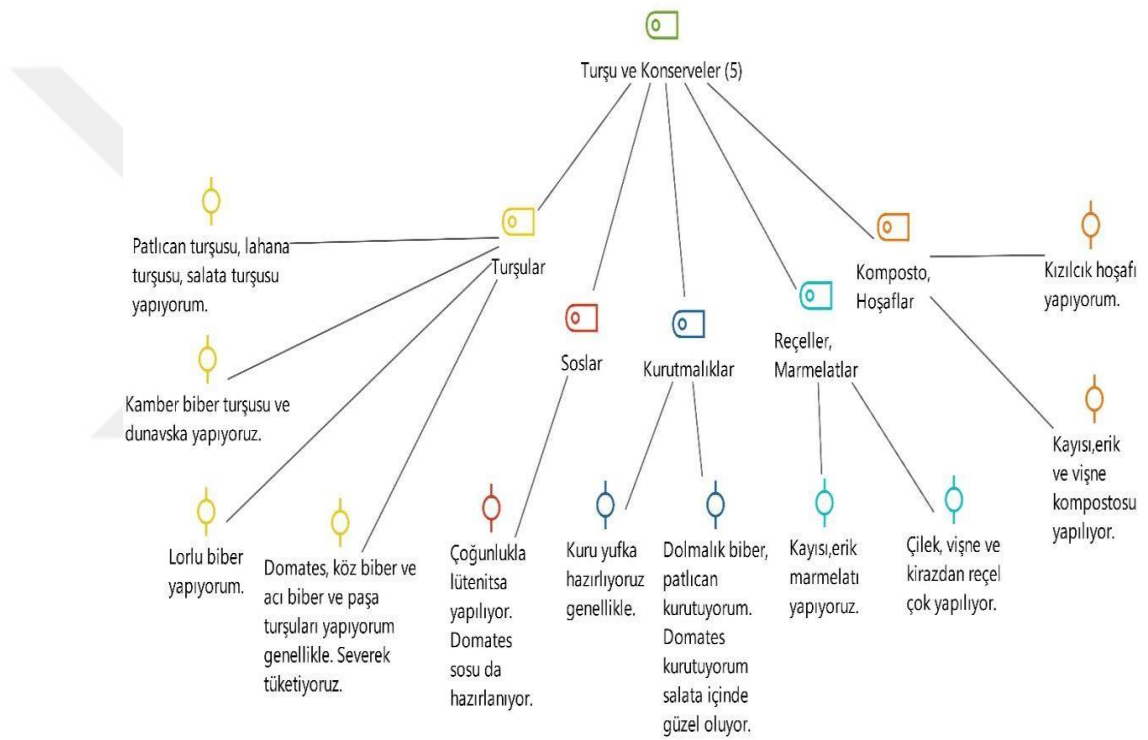 Turşu ve Konserveler (5)
Patlıcan turşusu, lahana
turşusu, salata turşusu
yapıyorum.
Turşular
Komposto,
Hoşaflar
Kızılcık hoşafı
yapıyorum.
Soslar
Kurutmalıklar
Reçeller,
Marmelatlar
Kamber biber turşusu ve
dunavska yapıyoruz.
Kayısı,erik
ve vişne
kompostosu
yapılıyor.
Lorlu biber
yapıyorum.
Domates, köz biber ve
acı biber ve paşa
turşuları yapıyorum
genellikle. Severek
tüketiyoruz.
Çoğunlukla
lütenitsa
yapılıyor.
Domates
sosu da
hazırlanıyor.
Kuru yufka
hazırlıyoruz
genellikle.
Dolmalık biber,
patlıcan
kurutuyorum.
Domates
kurutuyorum
salata içinde
güzel oluyor.
Kayısı,erik
marmelatı
yapıyoruz.
Çilek, vişne ve
kirazdan reçel
çok yapılıyor.